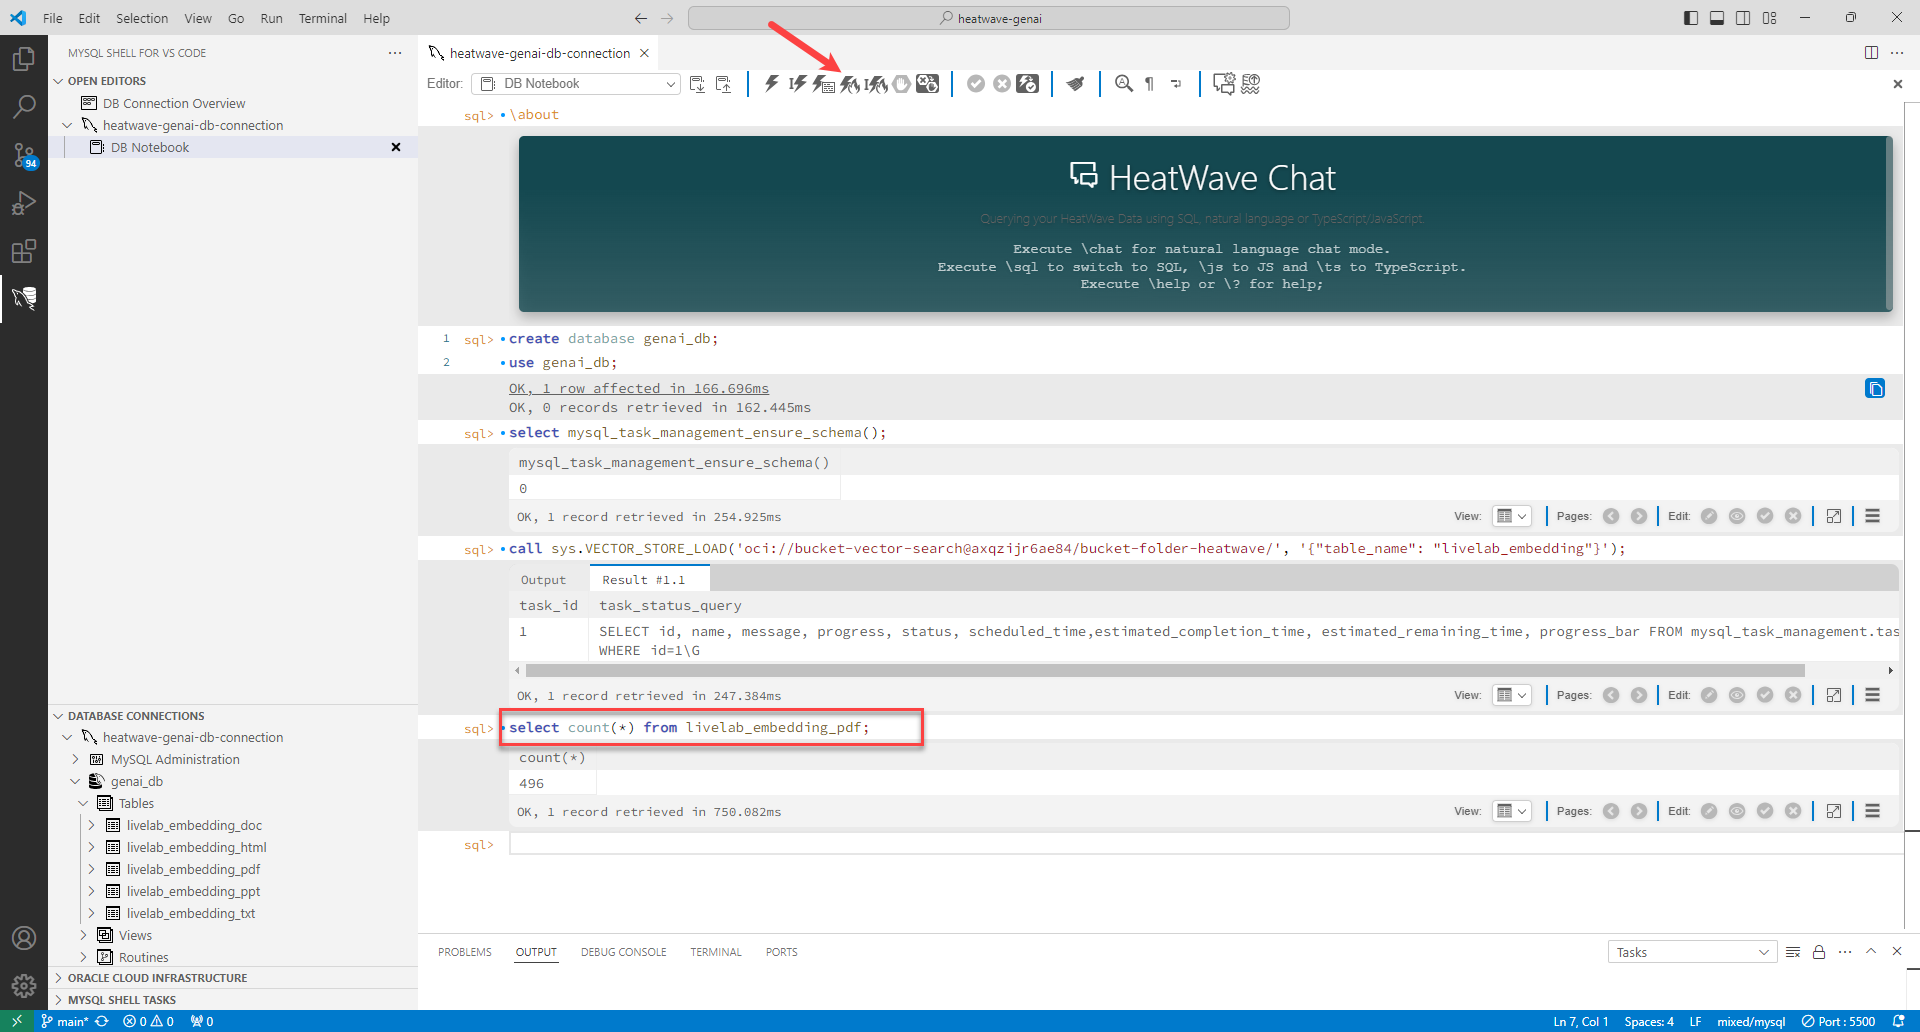 File Edit Selection View Go Run Terminal Help
heatwave-genai
MYSQL SHELL FOR VS CODE
OPEN EDITORS
DB Connection Overview
heatwave-genai-db-connection
DB Notebook
94
heatwave-genai-db-connection
Editor: DB Notebook
sql> \about
HeatWave Chat
Querying your HeatWave Data using SQL, natural language or TypeScript/JavaScript.
Execute \chat for natural language chat mode.
Execute \sql to switch to SQL, \js to JS and \ts to TypeScript.
Execute \help or \? for help;
1 sql> create database genai_db;
2 use genai_db;
OK, 1 row affected in 166.696ms
OK, 0 records retrieved in 162.445ms
sql> select mysql_task_management_ensure_schema();
mysql_task_management_ensure_schema()
0
OK, 1 record retrieved in 254.925ms
View: Pages: Edit:
sql> call sys.VECTOR_STORE_LOAD('oci://bucket-vector-search@axqzijr6ae84/bucket-folder-heatwave/', '{"table_name": "livelab_embedding"}');
Output Result #1.1
task_id task_status_query
1 SELECT id, name, message, progress, status, scheduled_time,estimated_completion_time, estimated_remaining_time, progress_bar FROM mysql_task_management.tas
WHERE id=1\G
OK, 1 record retrieved in 247.384ms
View: Pages: Edit:
sql> select count(*) from livelab_embedding_pdf;
count(*)
496
OK, 1 record retrieved in 750.082ms
View: Pages: Edit:
sql>
DATABASE CONNECTIONS
heatwave-genai-db-connection
MySQL Administration
genai_db
Tables
livelab_embedding_doc
livelab_embedding_html
livelab_embedding_pdf
livelab_embedding_ppt
livelab_embedding_txt
Views
Routines
ORACLE CLOUD INFRASTRUCTURE
MYSQL SHELL TASKS
PROBLEMS OUTPUT DEBUG CONSOLE TERMINAL PORTS
Tasks
main* 0 0 0
Ln 7, Col 1 Spaces: 4 LF mixed/mysql Port : 5500